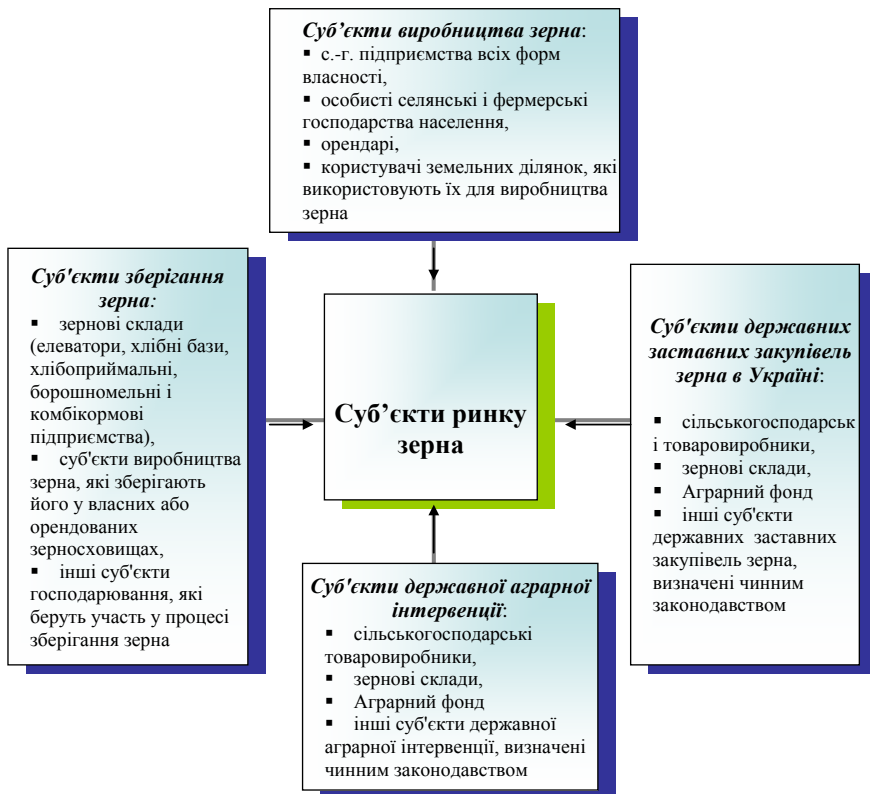 Суб’єкти виробництва зерна:
▪ с.-г. підприємства всіх форм
власності,
▪ особисті селянські і фермерські
господарства населення,
▪ орендарі,
▪ користувачі земельних ділянок, які
використовують їх для виробництва
зерна
Суб'єкти зберігання
зерна:
▪ зернові склади
(елеватори, хлібні бази,
хлібоприймальні,
борошномельні і
комбікормові
підприємства),
▪ суб'єкти виробництва
зерна, які зберігають
його у власних або
орендованих
зерносховищах,
▪ інші суб'єкти
господарювання, які
беруть участь у процесі
зберігання зерна
Суб’єкти ринку
зерна
Суб'єкти державних
заставних закупівель
зерна в Україні:
▪ сільськогосподарськ
і товаровиробники,
▪ зернові склади,
▪ Аграрний фонд
▪ інші суб'єкти
державних заставних
закупівель зерна,
визначені чинним
законодавством
Суб'єкти державної аграрної
інтервенції:
▪ сільськогосподарські
товаровиробники,
▪ зернові склади,
▪ Аграрний фонд
▪ інші суб'єкти державної
аграрної інтервенції, визначені
чинним законодавством